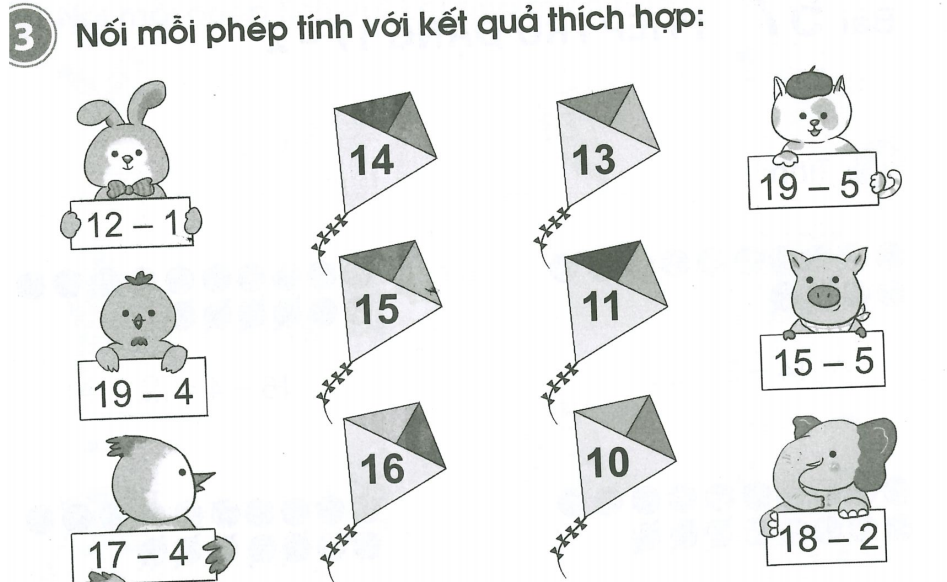 3 Nối mỗi phép tính với kết quả thích hợp:
14 13
19 – 5
12 – 1
15 11
15 – 5
19 – 4
16 10
18 – 2
17 – 4